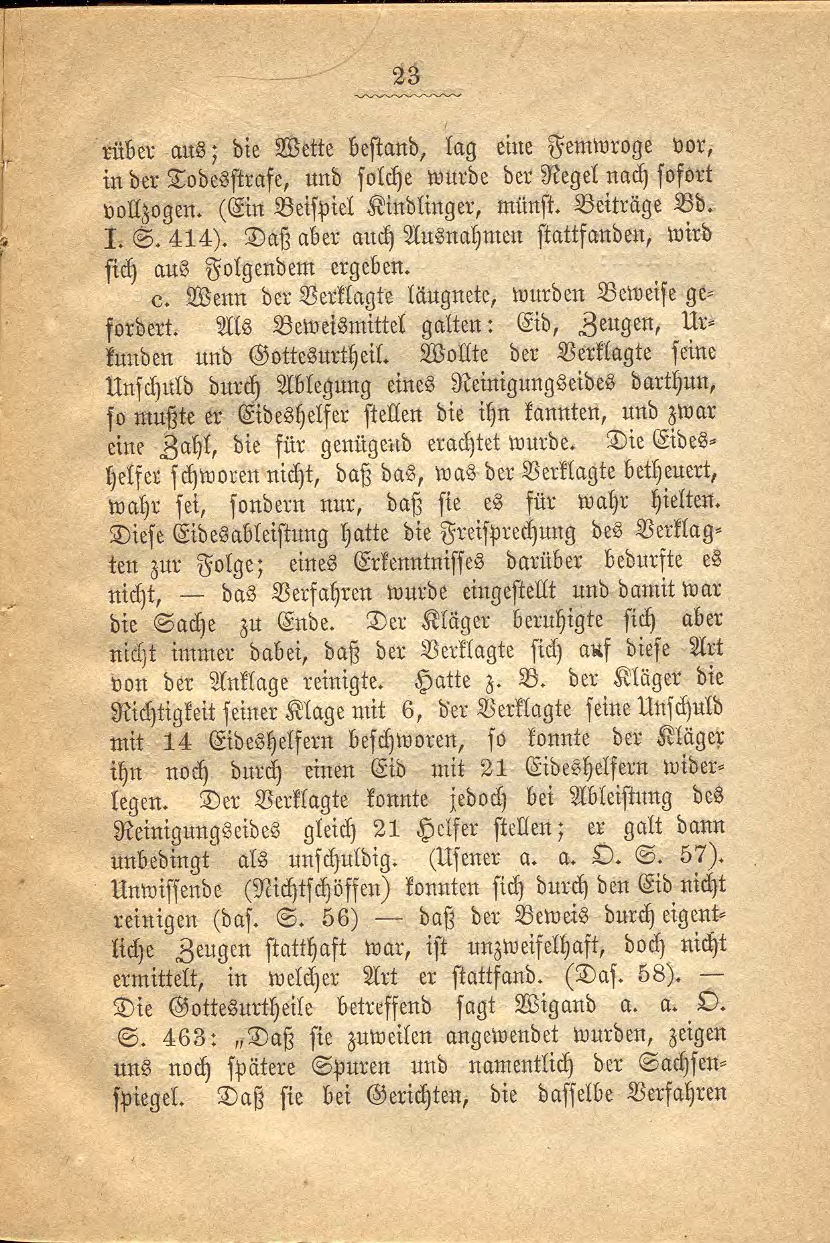 23
rüber aus; die Wette bestand, lag eine Femwroge vor,
in der Todesstrafe, und solche wurde der Regel nach sofort
vollzogen. (Ein Beispiel Kindlinger, münst. Beiträge Bd.
I. S. 414). Daß aber auch Ausnahmen stattfanden, wird
sich aus Folgendem ergeben.
c. Wenn der Verklagte läugnete, wurden Beweise ge-
fordert. Als Beweismittel galten: Eid, Zeugen, Ur-
kunden und Gottesurtheil. Wollte der Verklagte seine
Unschuld durch Ablegung eines Reinigungseides darthun,
so mußte er Eideshelfer stellen die ihn kannten, und zwar
eine Zahl, die für genügend erachtet wurde. Die Eides-
helfer schworen nicht, daß das, was der Verklagte betheuert,
wahr sei, sondern nur, daß sie es für wahr hielten.
Diese Eidesableistung hatte die Freisprechung des Verklag-
ten zur Folge; eines Erkenntnisses darüber bedurfte es
nicht, — das Verfahren wurde eingestellt und damit war
die Sache zu Ende. Der Kläger beruhigte sich aber
nicht immer dabei, daß der Verklagte sich auf diese Art
von der Anklage reinigte. Hatte z. B. der Kläger die
Richtigkeit seiner Klage mit 6, der Verklagte seine Unschuld
mit 14 Eideshelfern beschworen, so konnte der Kläger
ihn noch durch einen Eid mit 21 Eideshelfern wider-
legen. Der Verklagte konnte jedoch bei Ableistung des
Reinigungseides gleich 21 Helfer stellen; er galt dann
unbedingt als unschuldig. (Usener a. a. O. S. 57).
Unwissende (Nichtschöffen) konnten sich durch den Eid nicht
reinigen (das. S. 56) — daß der Beweis durch eigent-
liche Zeugen statthaft war, ist unzweifelhaft, doch nicht
ermittelt, in welcher Art er stattfand. (Das. 58). —
Die Gottesurtheile betreffend sagt Wigand a. a. O.
S. 463: „Daß sie zuweilen angewendet wurden, zeigen
uns noch spätere Spuren und namentlich der Sachsen-
spiegel. Daß sie bei Gerichten, die dasselbe Verfahren